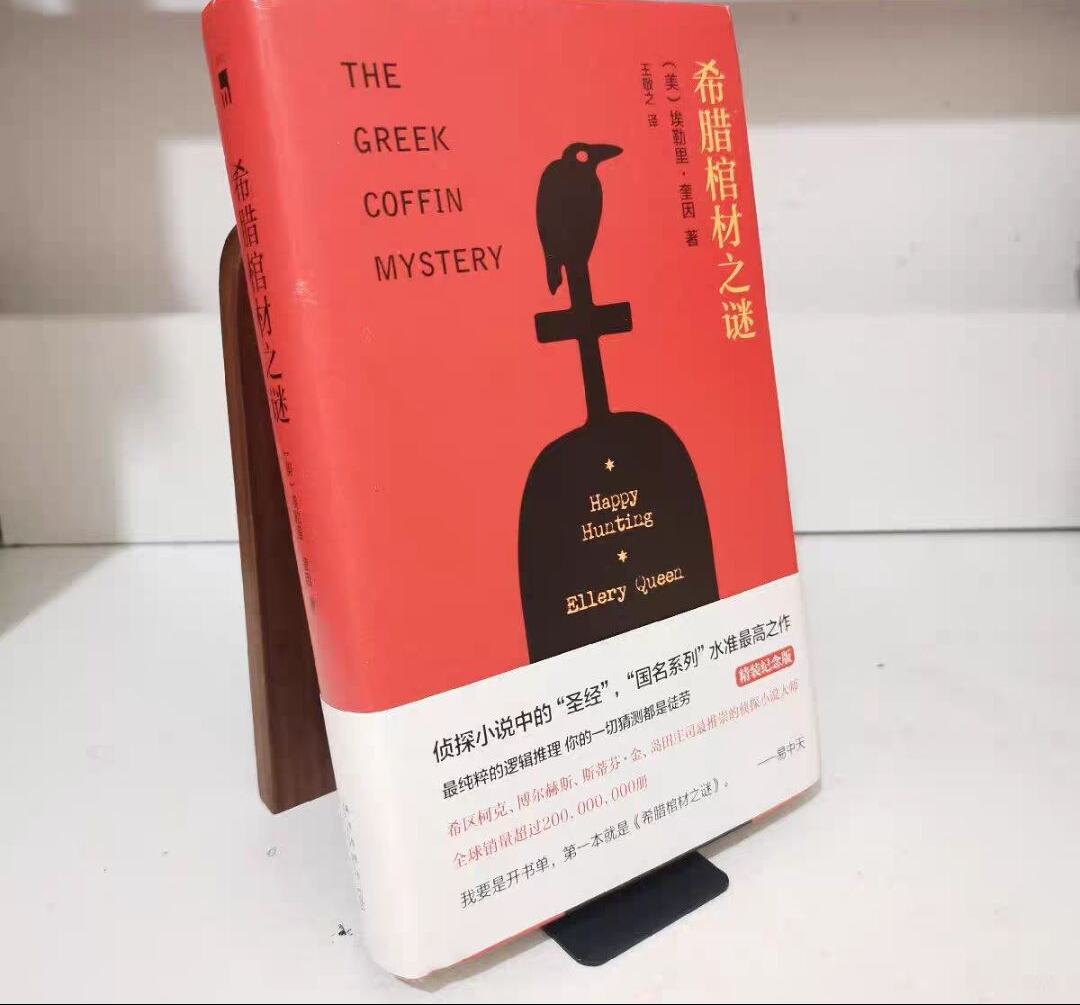 THE
GREEK
COFFIN
MYSTERY
希腊棺材之谜
（美）埃勒里·奎因 著
王敬之 译
Happy
Hunting
Ellery Queen
侦探小说中的“圣经”，“国名系列”水准最高之作
精装纪念版
最纯粹的逻辑推理 你的一切猜测都是徒劳
希区柯克、博尔赫斯、斯蒂芬·金、岛田庄司最推崇的侦探小说大师
全球销量超过200,000,000册
我要是开书单，第一本就是《希腊棺材之谜》。
——易中天
希腊棺材之谜